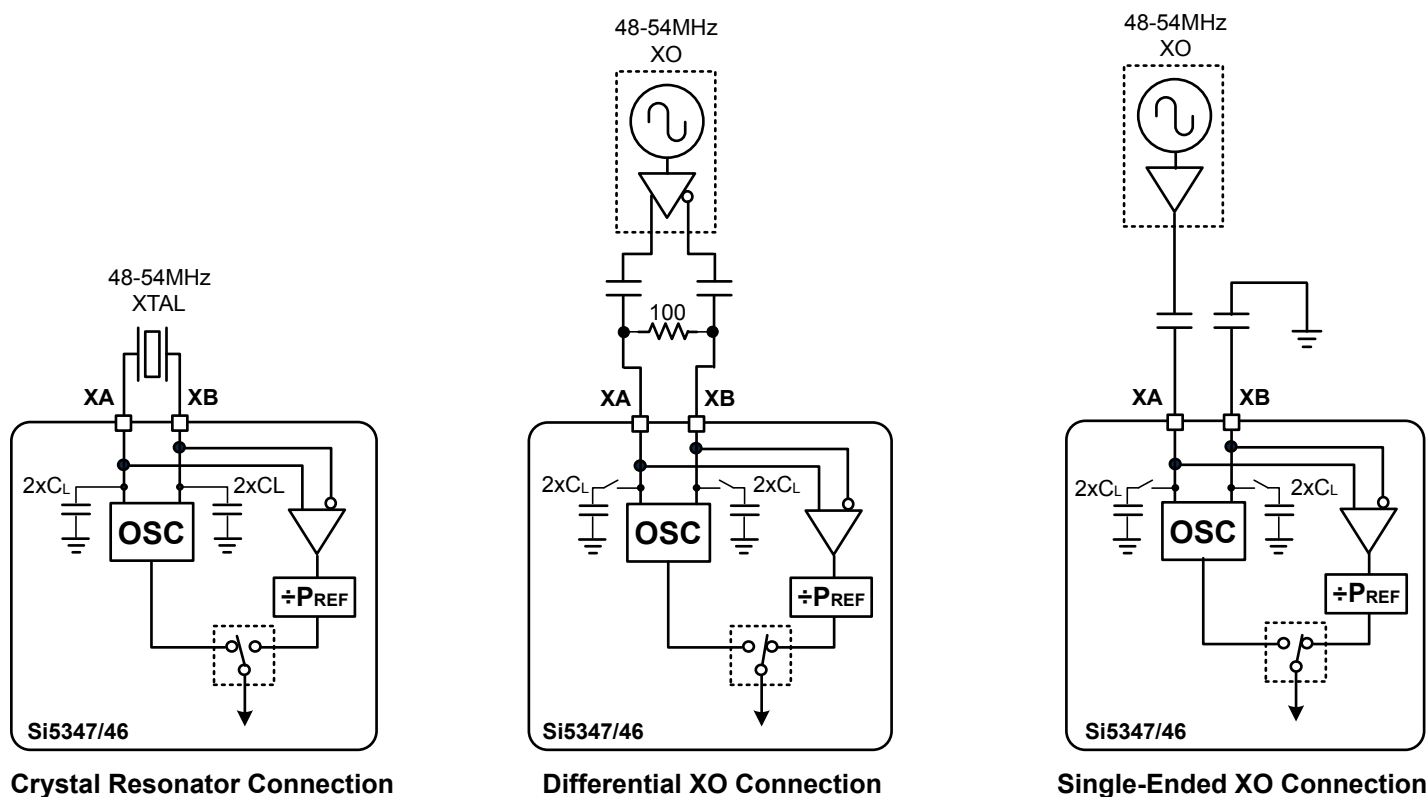 48-54MHz
XTAL
XA XB
2xCL 2xCL
OSC
÷PREF
Si5347/46
Crystal Resonator Connection
48-54MHz
XO
100
XA XB
2xCL 2xCL
OSC
÷PREF
Si5347/46
Differential XO Connection
48-54MHz
XO
XA XB
2xCL 2xCL
OSC
÷PREF
Si5347/46
Single-Ended XO Connection